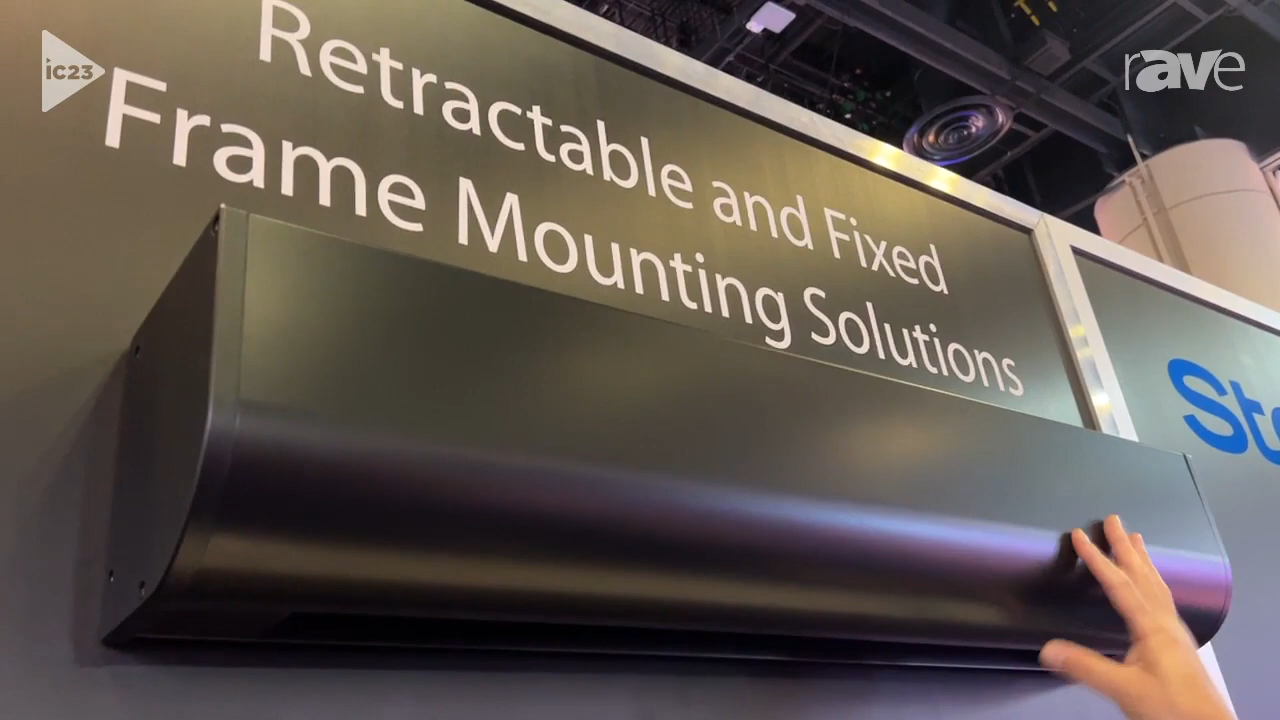 ic23
rave
Retractable and Fixed
Frame Mounting Solutions